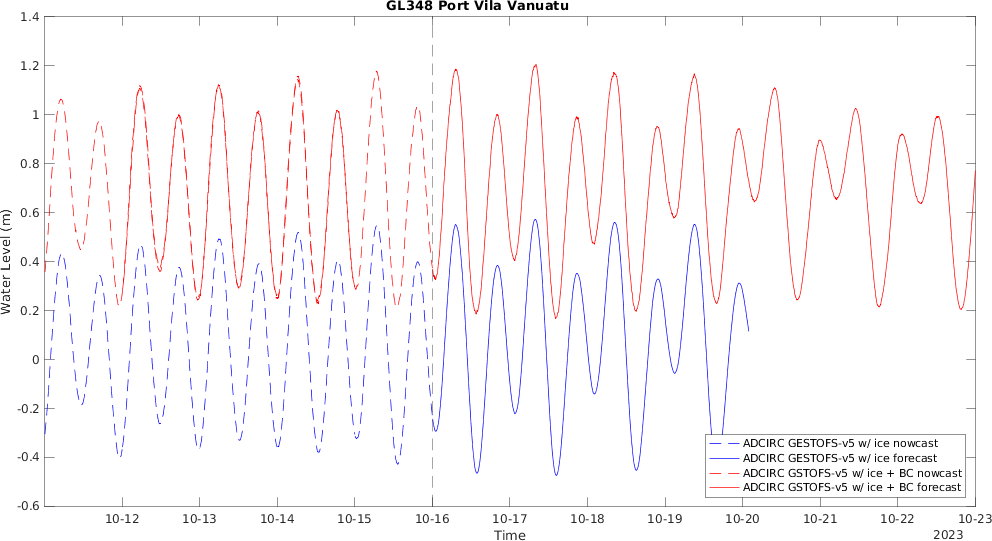 GL348 Port Vila Vanuatu
1.4
1.2
1
0.8
0.6
0.4
0.2
0
-0.2
-0.4
-0.6
Water Level (m)
ADCIRC GESTOFS-v5 w/ ice nowcast
ADCIRC GESTOFS-v5 w/ ice forecast
ADCIRC GSTOFS-v5 w/ ice + BC nowcast
ADCIRC GSTOFS-v5 w/ ice + BC forecast
10-12 10-13 10-14 10-15 10-16 10-17 10-18 10-19 10-20 10-21 10-22 10-23
Time
2023